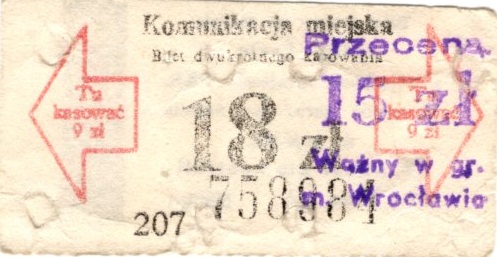 Komunikacja miejska
Bilet dwukrotnego kasowania
Przecena
Tu
kasować
9 zł
18 zł
15 zł
Tu
kasować
9 zł
Ważny w gr.
m. Wrocławia
207 758984